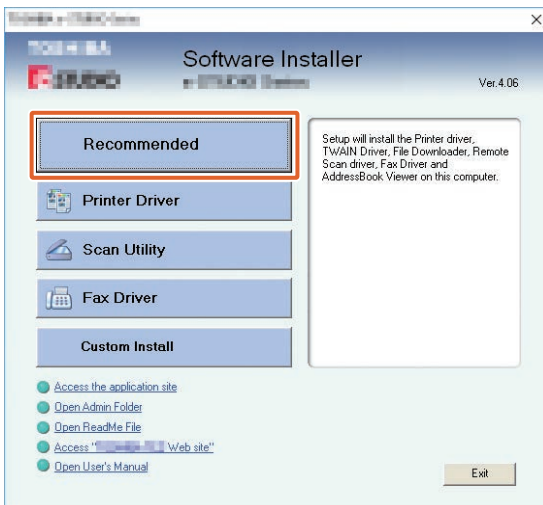 Software Installer
Ver.4.06
Recommended
Printer Driver
Scan Utility
Fax Driver
Custom Install
Setup will install the Printer driver,
TWAIN Driver, File Downloader, Remote
Scan driver, Fax Driver and
AddressBook Viewer on this computer.
Access the application site
Open Admin Folder
Open ReadMe File
Access " Web site"
Open User's Manual
Exit